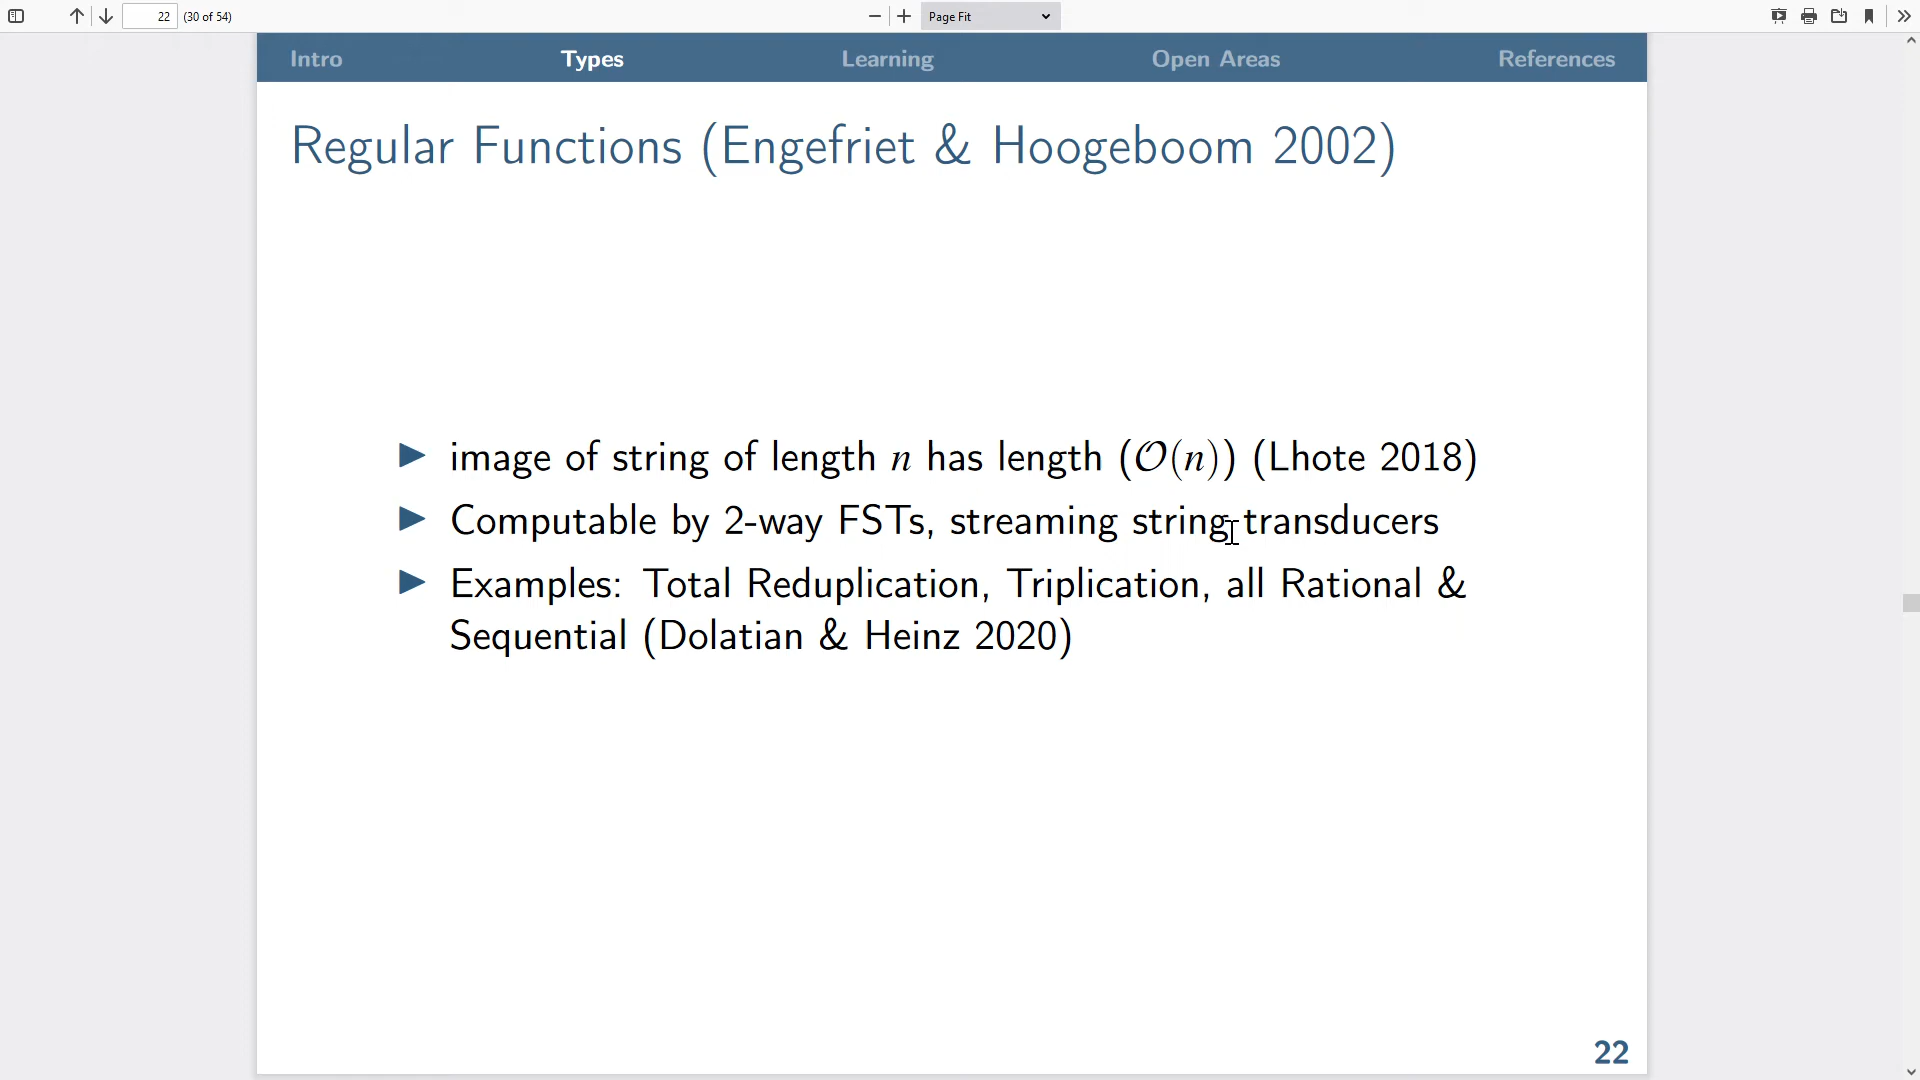 22 (30 of 54) Page Fit
Intro Types Learning Open Areas References
Regular Functions (Engefriet & Hoogeboom 2002)
image of string of length n has length (𝒪(n)) (Lhote 2018)
Computable by 2-way FSTs, streaming string transducers
Examples: Total Reduplication, Triplication, all Rational &
Sequential (Dolatian & Heinz 2020)
22